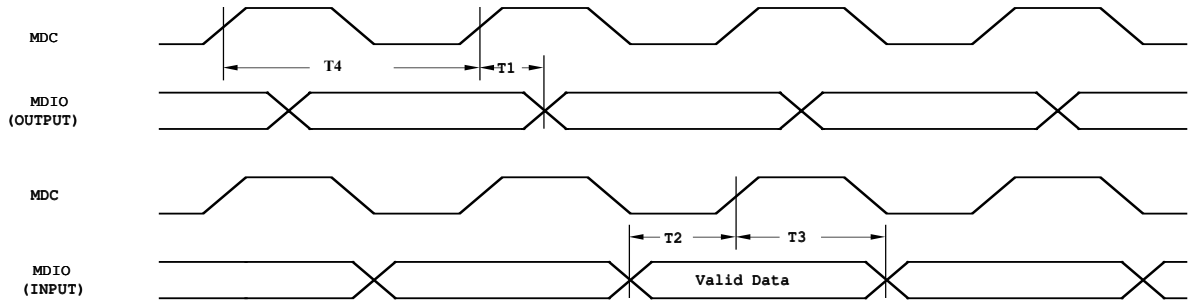 MDC
T4
T1
MDIO
(OUTPUT)
MDC
T2
T3
MDIO
(INPUT)
Valid Data